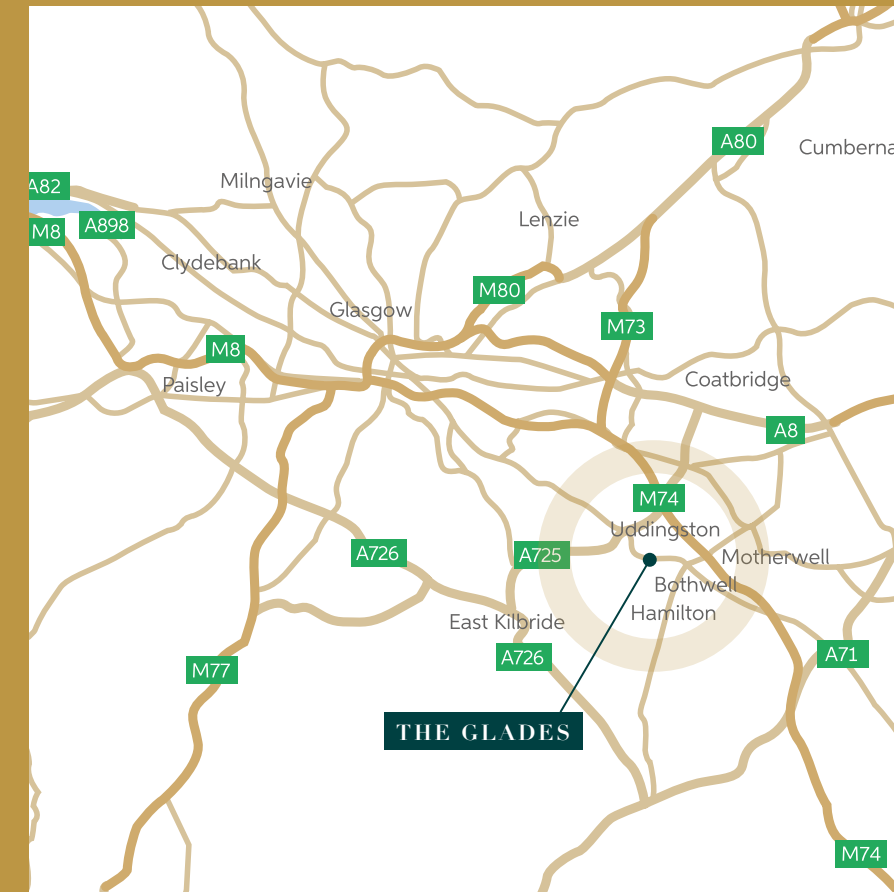 A80
Cumberna
Milngavie
A82
Lenzie
A898
M8
Clydebank
M80
Glasgow
M73
M8
Coatbridge
Paisley
A8
M74
Uddingston
A726
A725
Motherwell
Bothwell
Hamilton
East Kilbride
A71
A726
M77
THE GLADES
M74